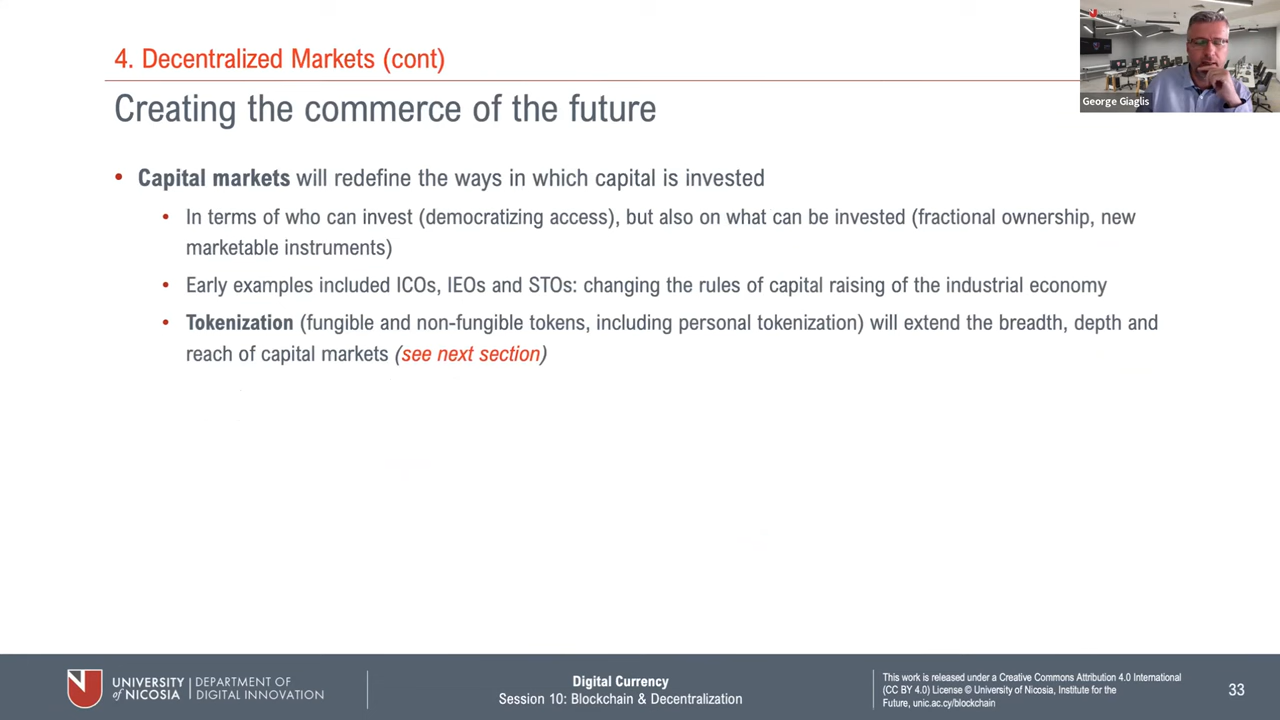 4. Decentralized Markets (cont)
George Giaglis
Creating the commerce of the future
• Capital markets will redefine the ways in which capital is invested
• In terms of who can invest (democratizing access), but also on what can be invested (fractional ownership, new
marketable instruments)
• Early examples included ICOs, IEOs and STOs: changing the rules of capital raising of the industrial economy
• Tokenization (fungible and non-fungible tokens, including personal tokenization) will extend the breadth, depth and
reach of capital markets (see next section)
UNIVERSITY
of NICOSIA
DEPARTMENT OF
DIGITAL INNOVATION
Digital Currency
Session 10: Blockchain & Decentralization
This work is released under a Creative Commons Attribution 4.0 International
(CC BY 4.0) License © University of Nicosia, Institute for the
Future, unic.ac.cy/blockchain
33